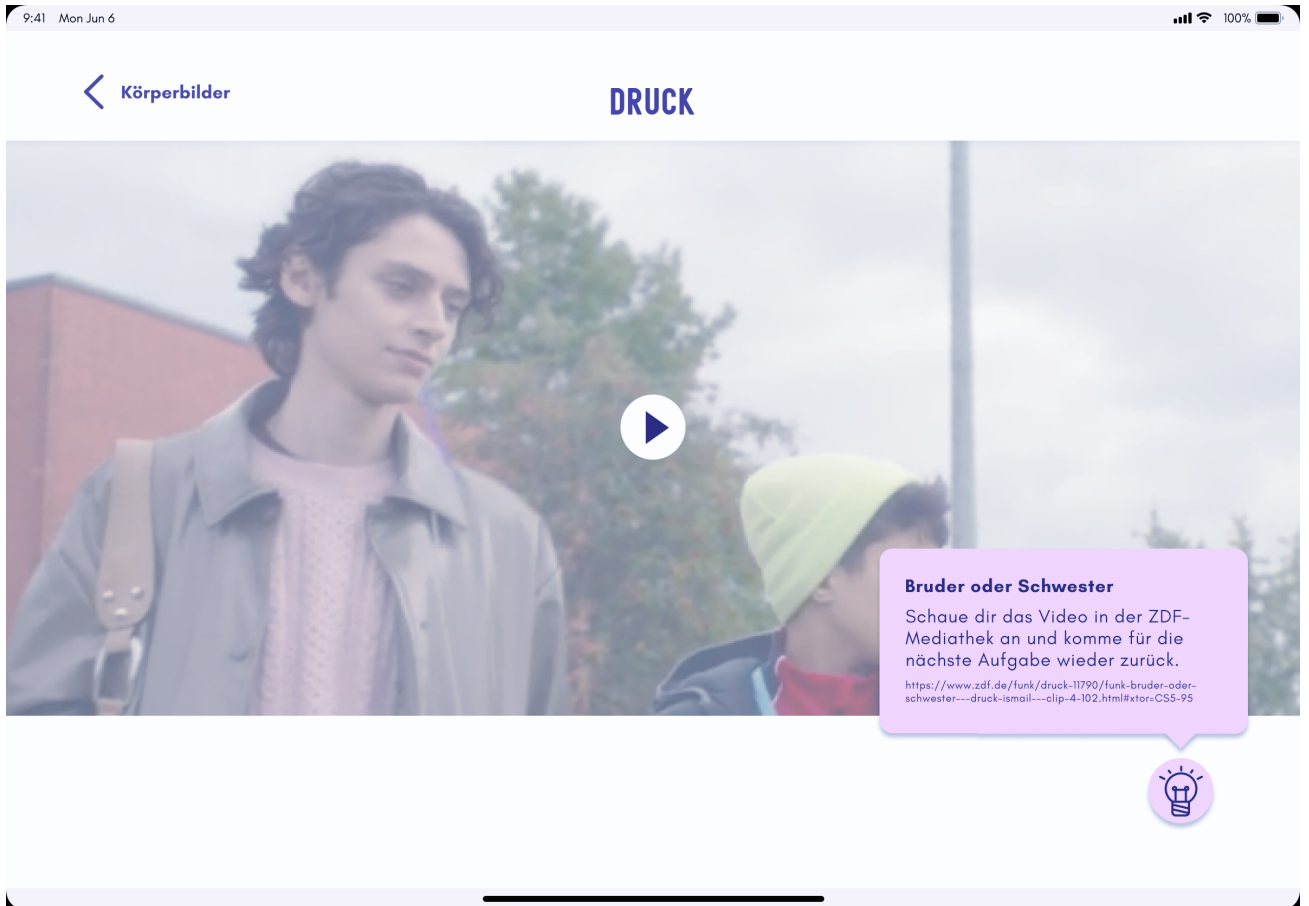 9:41 Mon Jun 6 100%
Körperbilder
DRUCK
Bruder oder Schwester
Schaue dir das Video in der ZDF-
Mediathek an und komme für die
nächste Aufgabe wieder zurück.
https://www.zdf.de/funk/druck-11790/funk-bruder-oder-
schwester---druck-ismail---clip-4-102.html#xtor=CS5-95